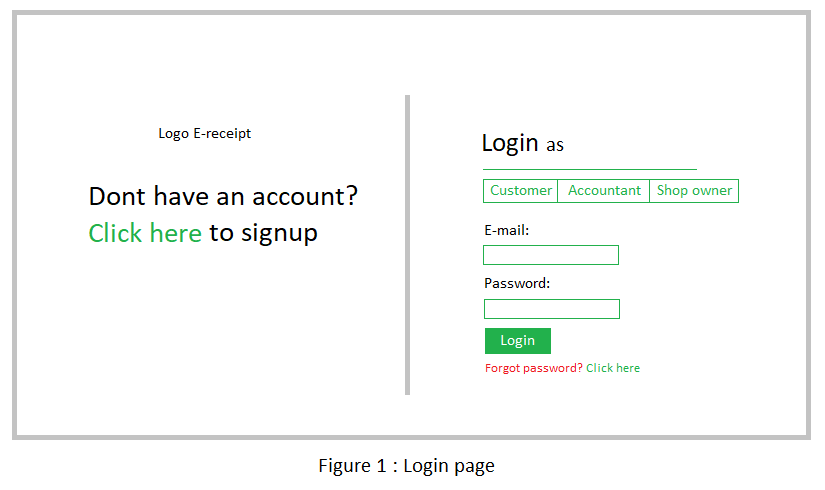 Logo E-receipt
Dont have an account?
Click here to signup
Login as
Customer Accountant Shop owner
E-mail:
Password:
Login
Forgot password? Click here
Figure 1 : Login page